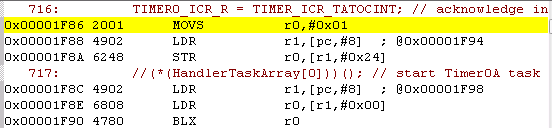 716: TIMER0_ICR_R = TIMER_ICR_TATOCINT; // acknowledge in
0x00001F86 2001 MOVS r0,#0x01
0x00001F88 4902 LDR r1,[pc,#8] ; @0x00001F94
0x00001F8A 6248 STR r0,[r1,#0x24]
717: //(*(HandlerTaskArray[0]))(); // start Timer0A task
0x00001F8C 4902 LDR r1,[pc,#8] ; @0x00001F98
0x00001F8E 6808 LDR r0,[r1,#0x00]
0x00001F90 4780 BLX r0